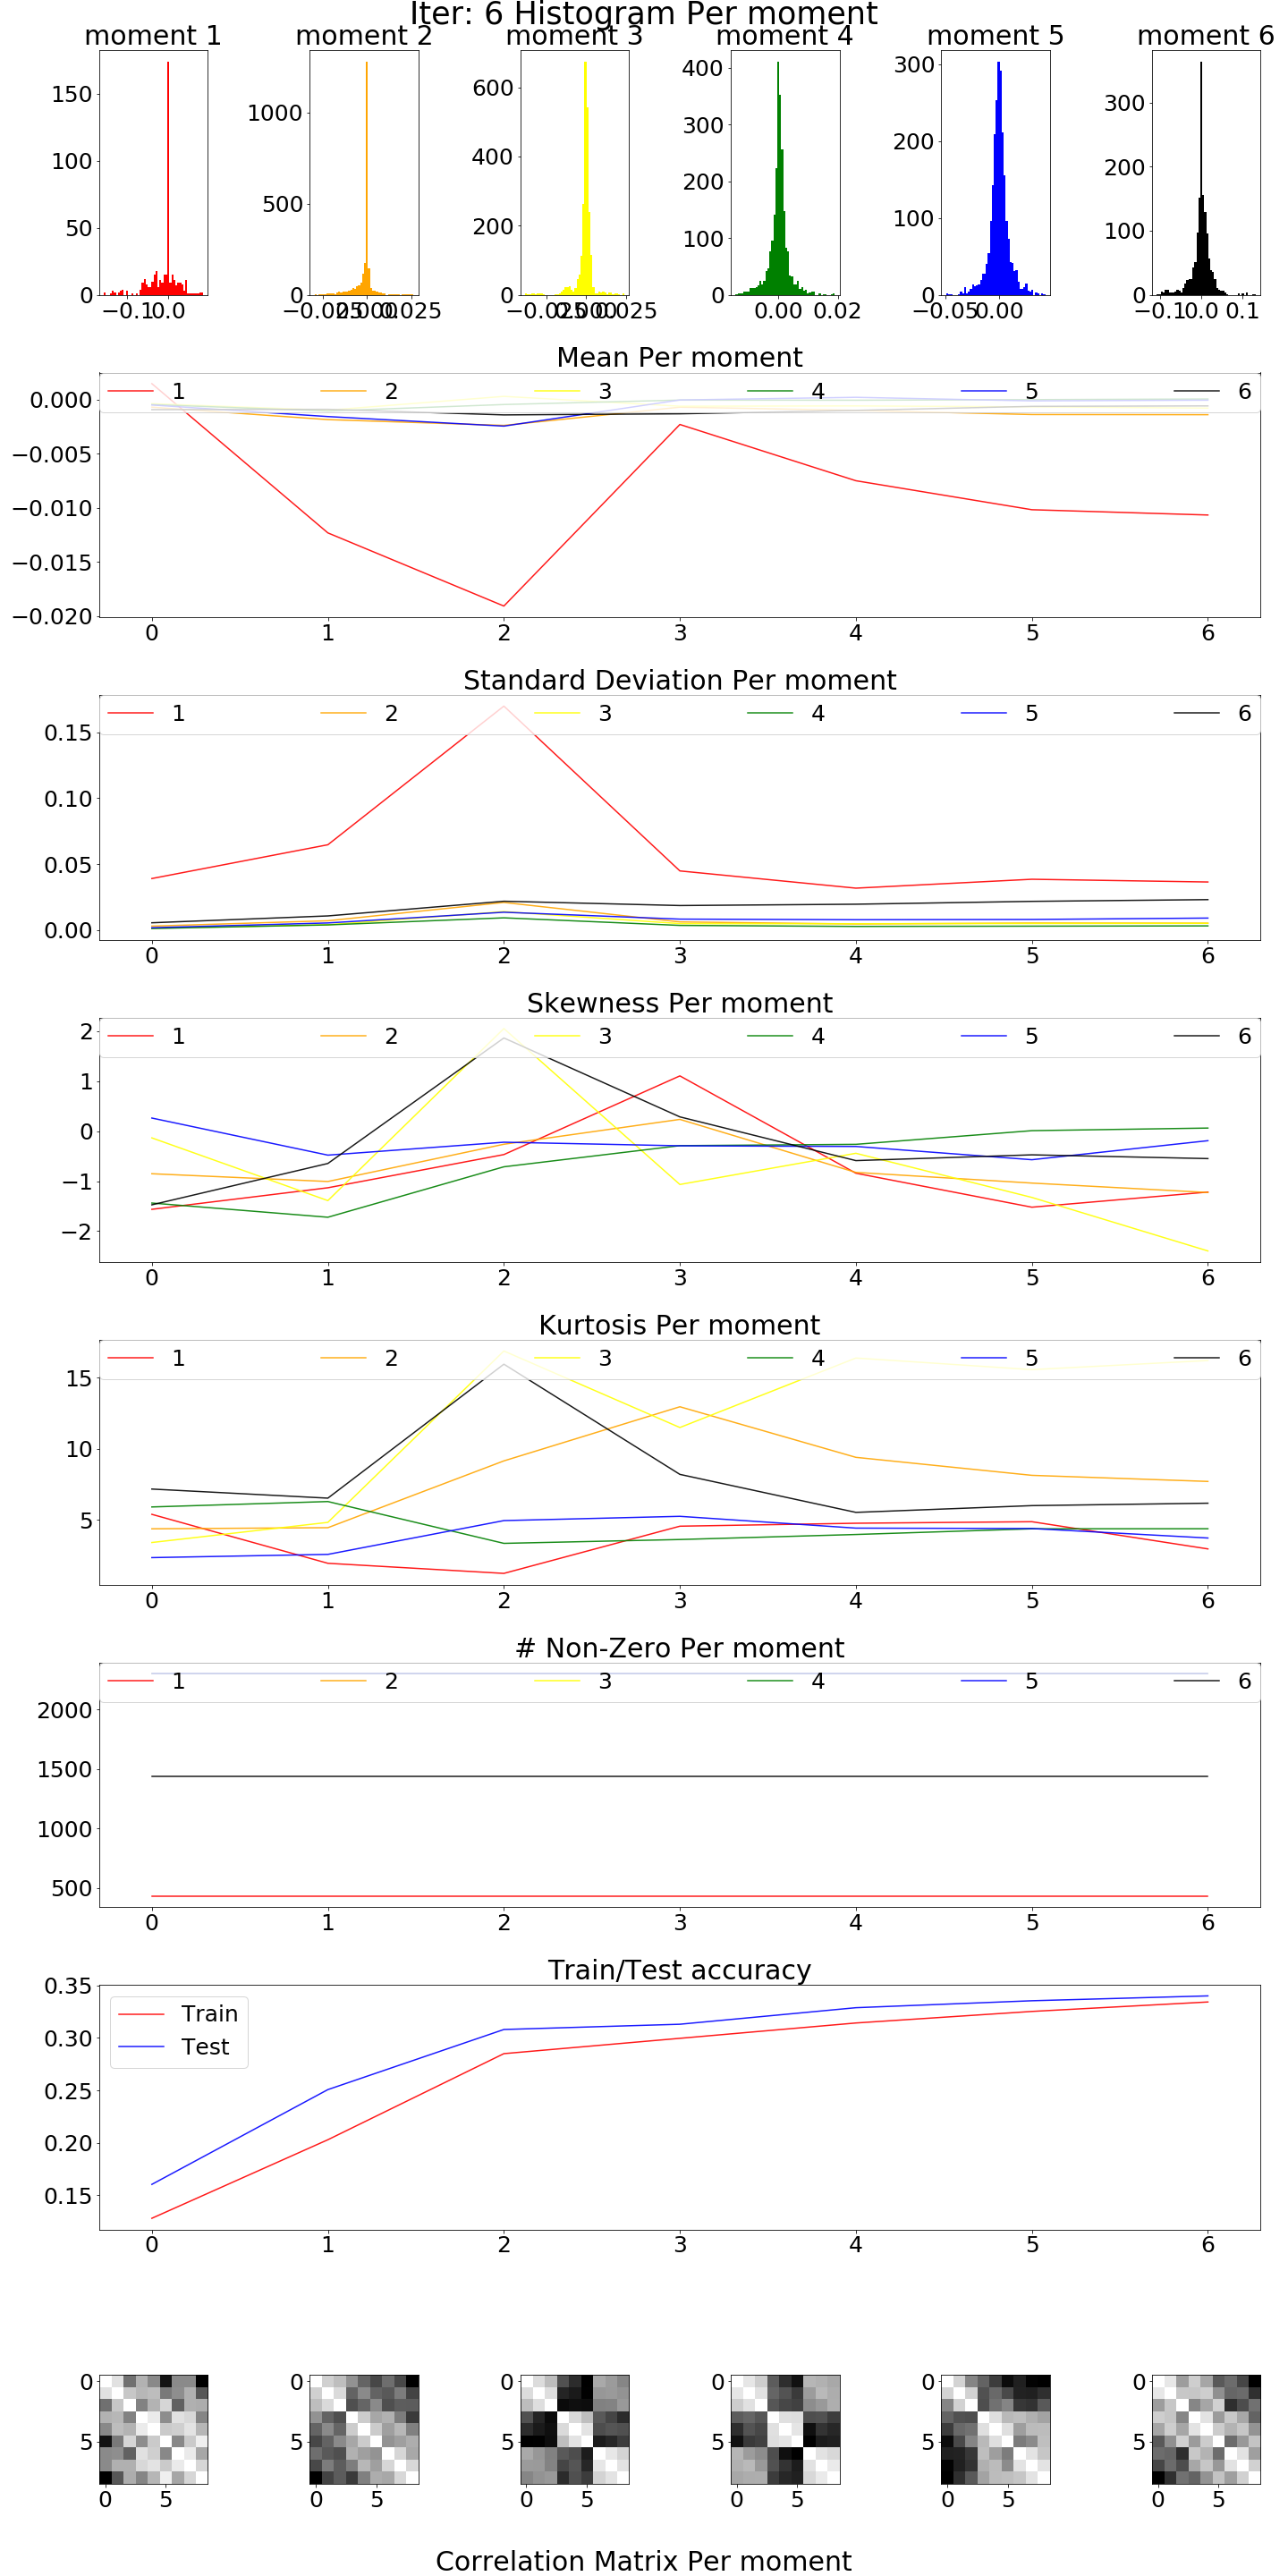 Iter: 6 Histogram Per moment
moment 1 moment 2 moment 3 moment 4 moment 5 moment 6
150 100 50 0
1000 500 0
600 400 200 0
400 300 200 100 0
300 200 100 0
300 200 100 0
−0.1 0.0 −0.025 0.000 0.025 −0.025 0.000 0.025 0.00 0.02 −0.05 0.00 −0.1 0.0 0.1
Mean Per moment
1 2 3 4 5 6
0.000
−0.005
−0.010
−0.015
−0.020
0 1 2 3 4 5 6
Standard Deviation Per moment
1 2 3 4 5 6
0.15
0.10
0.05
0.00
0 1 2 3 4 5 6
Skewness Per moment
1 2 3 4 5 6
2
1
0
−1
−2
0 1 2 3 4 5 6
Kurtosis Per moment
1 2 3 4 5 6
15
10
5
0 1 2 3 4 5 6
# Non-Zero Per moment
1 2 3 4 5 6
2000
1500
1000
500
0 1 2 3 4 5 6
Train/Test accuracy
0.35
Train
0.30
Test
0.25
0.20
0.15
0 1 2 3 4 5 6
0 0 0 0 0 0
5 5 5 5 5 5
0 5 0 5 0 5 0 5 0 5 0 5
Correlation Matrix Per moment